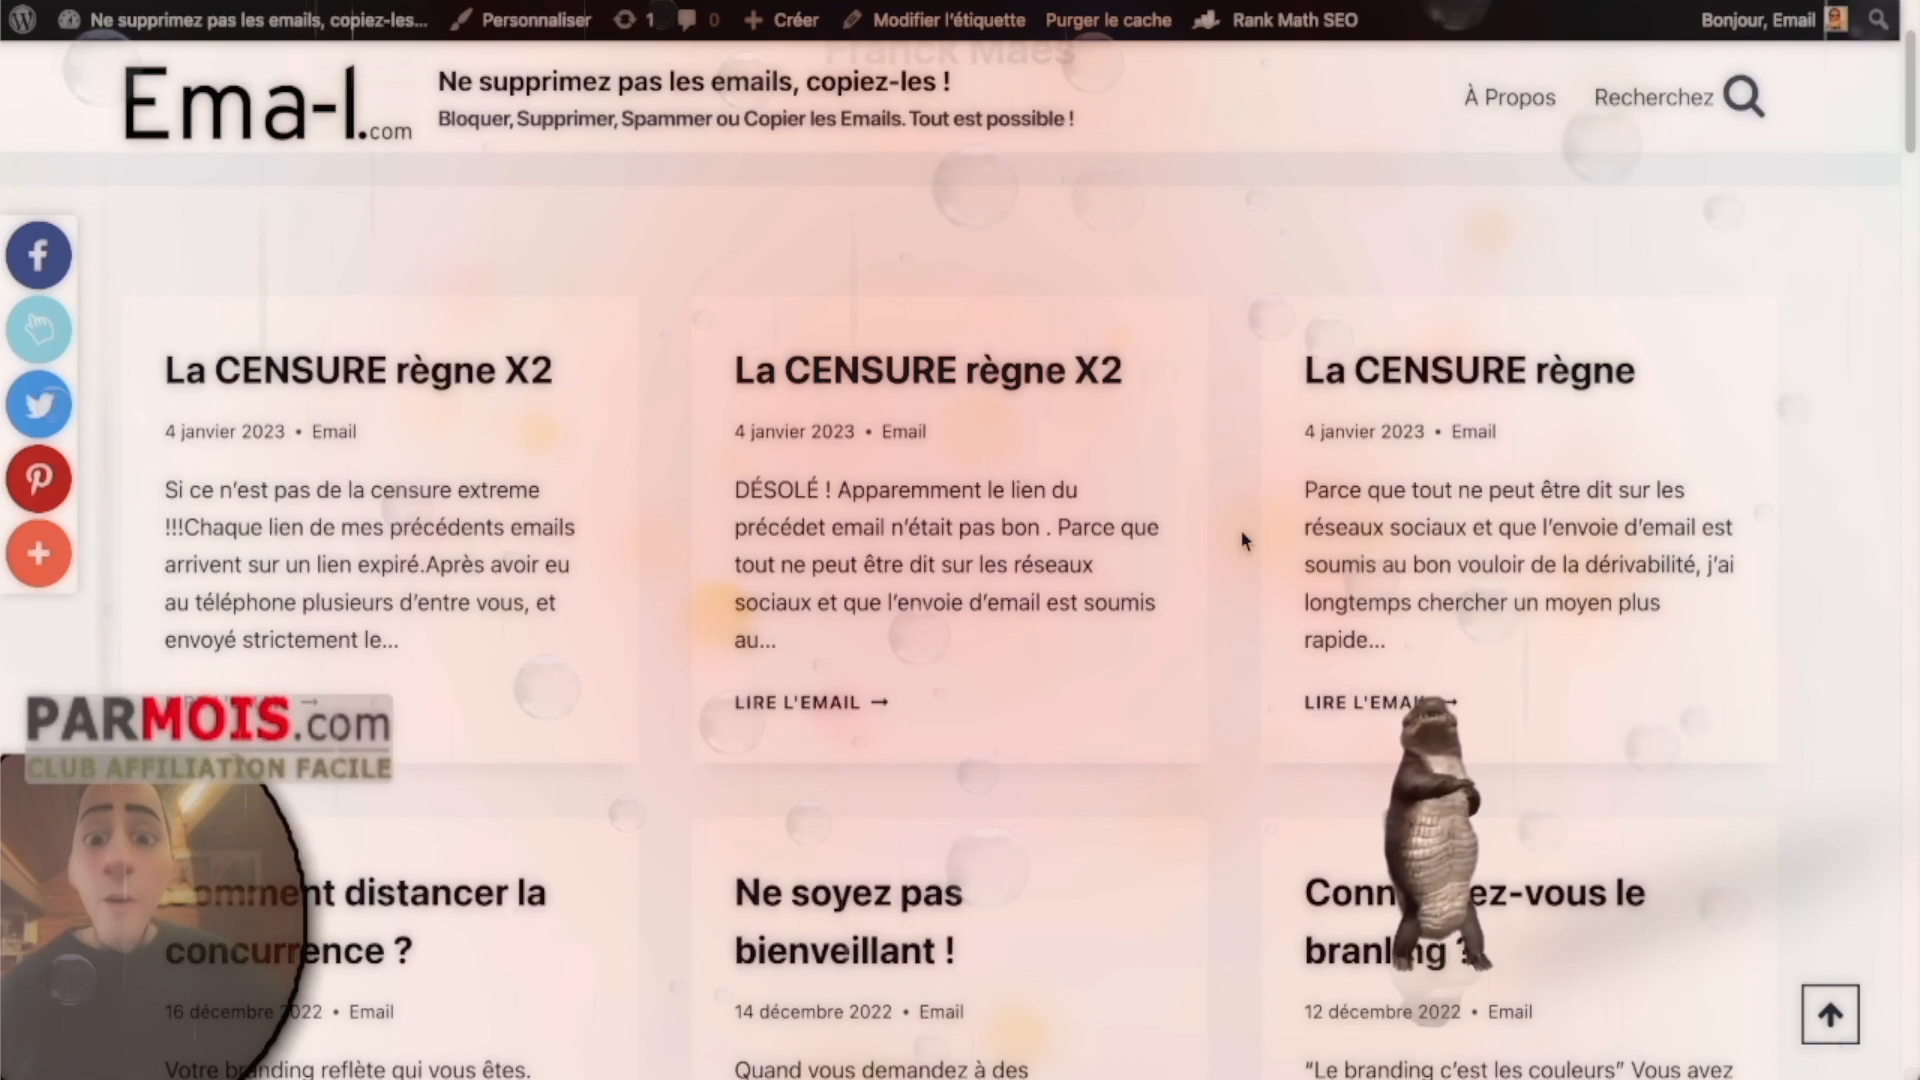 Ne supprimez pas les emails, copiez-les... Personnaliser 1 0 Créer Modifier l'étiquette Purger le cache Rank Math SEO Bonjour, Email
Franck Maes
Ema-l.com
Ne supprimez pas les emails, copiez-les !
Bloquer, Supprimer, Spammer ou Copier les Emails. Tout est possible !
À Propos Recherchez
La CENSURE règne X2
4 janvier 2023 • Email
Si ce n'est pas de la censure extreme
!!!Chaque lien de mes précédents emails
arrivent sur un lien expiré.Après avoir eu
au téléphone plusieurs d'entre vous, et
envoyé strictement le...
La CENSURE règne X2
4 janvier 2023 • Email
DÉSOLÉ ! Apparemment le lien du
précédet email n'était pas bon . Parce que
tout ne peut être dit sur les réseaux
sociaux et que l'envoie d'email est soumis
au...
LIRE L'EMAIL →
La CENSURE règne
4 janvier 2023 • Email
Parce que tout ne peut être dit sur les
réseaux sociaux et que l'envoie d'email est
soumis au bon vouloir de la dérivabilité, j'ai
longtemps chercher un moyen plus
rapide...
LIRE L'EMAIL →
PARMOIS.com
CLUB AFFILIATION FACILE
Comment distancer la
concurrence ?
16 décembre 2022 • Email
Votre branding reflète qui vous êtes.
Ne soyez pas
bienveillant !
14 décembre 2022 • Email
Quand vous demandez à des
ez-vous le
branding ?
12 décembre 2022 • Email
"Le branding c'est les couleurs" Vous avez